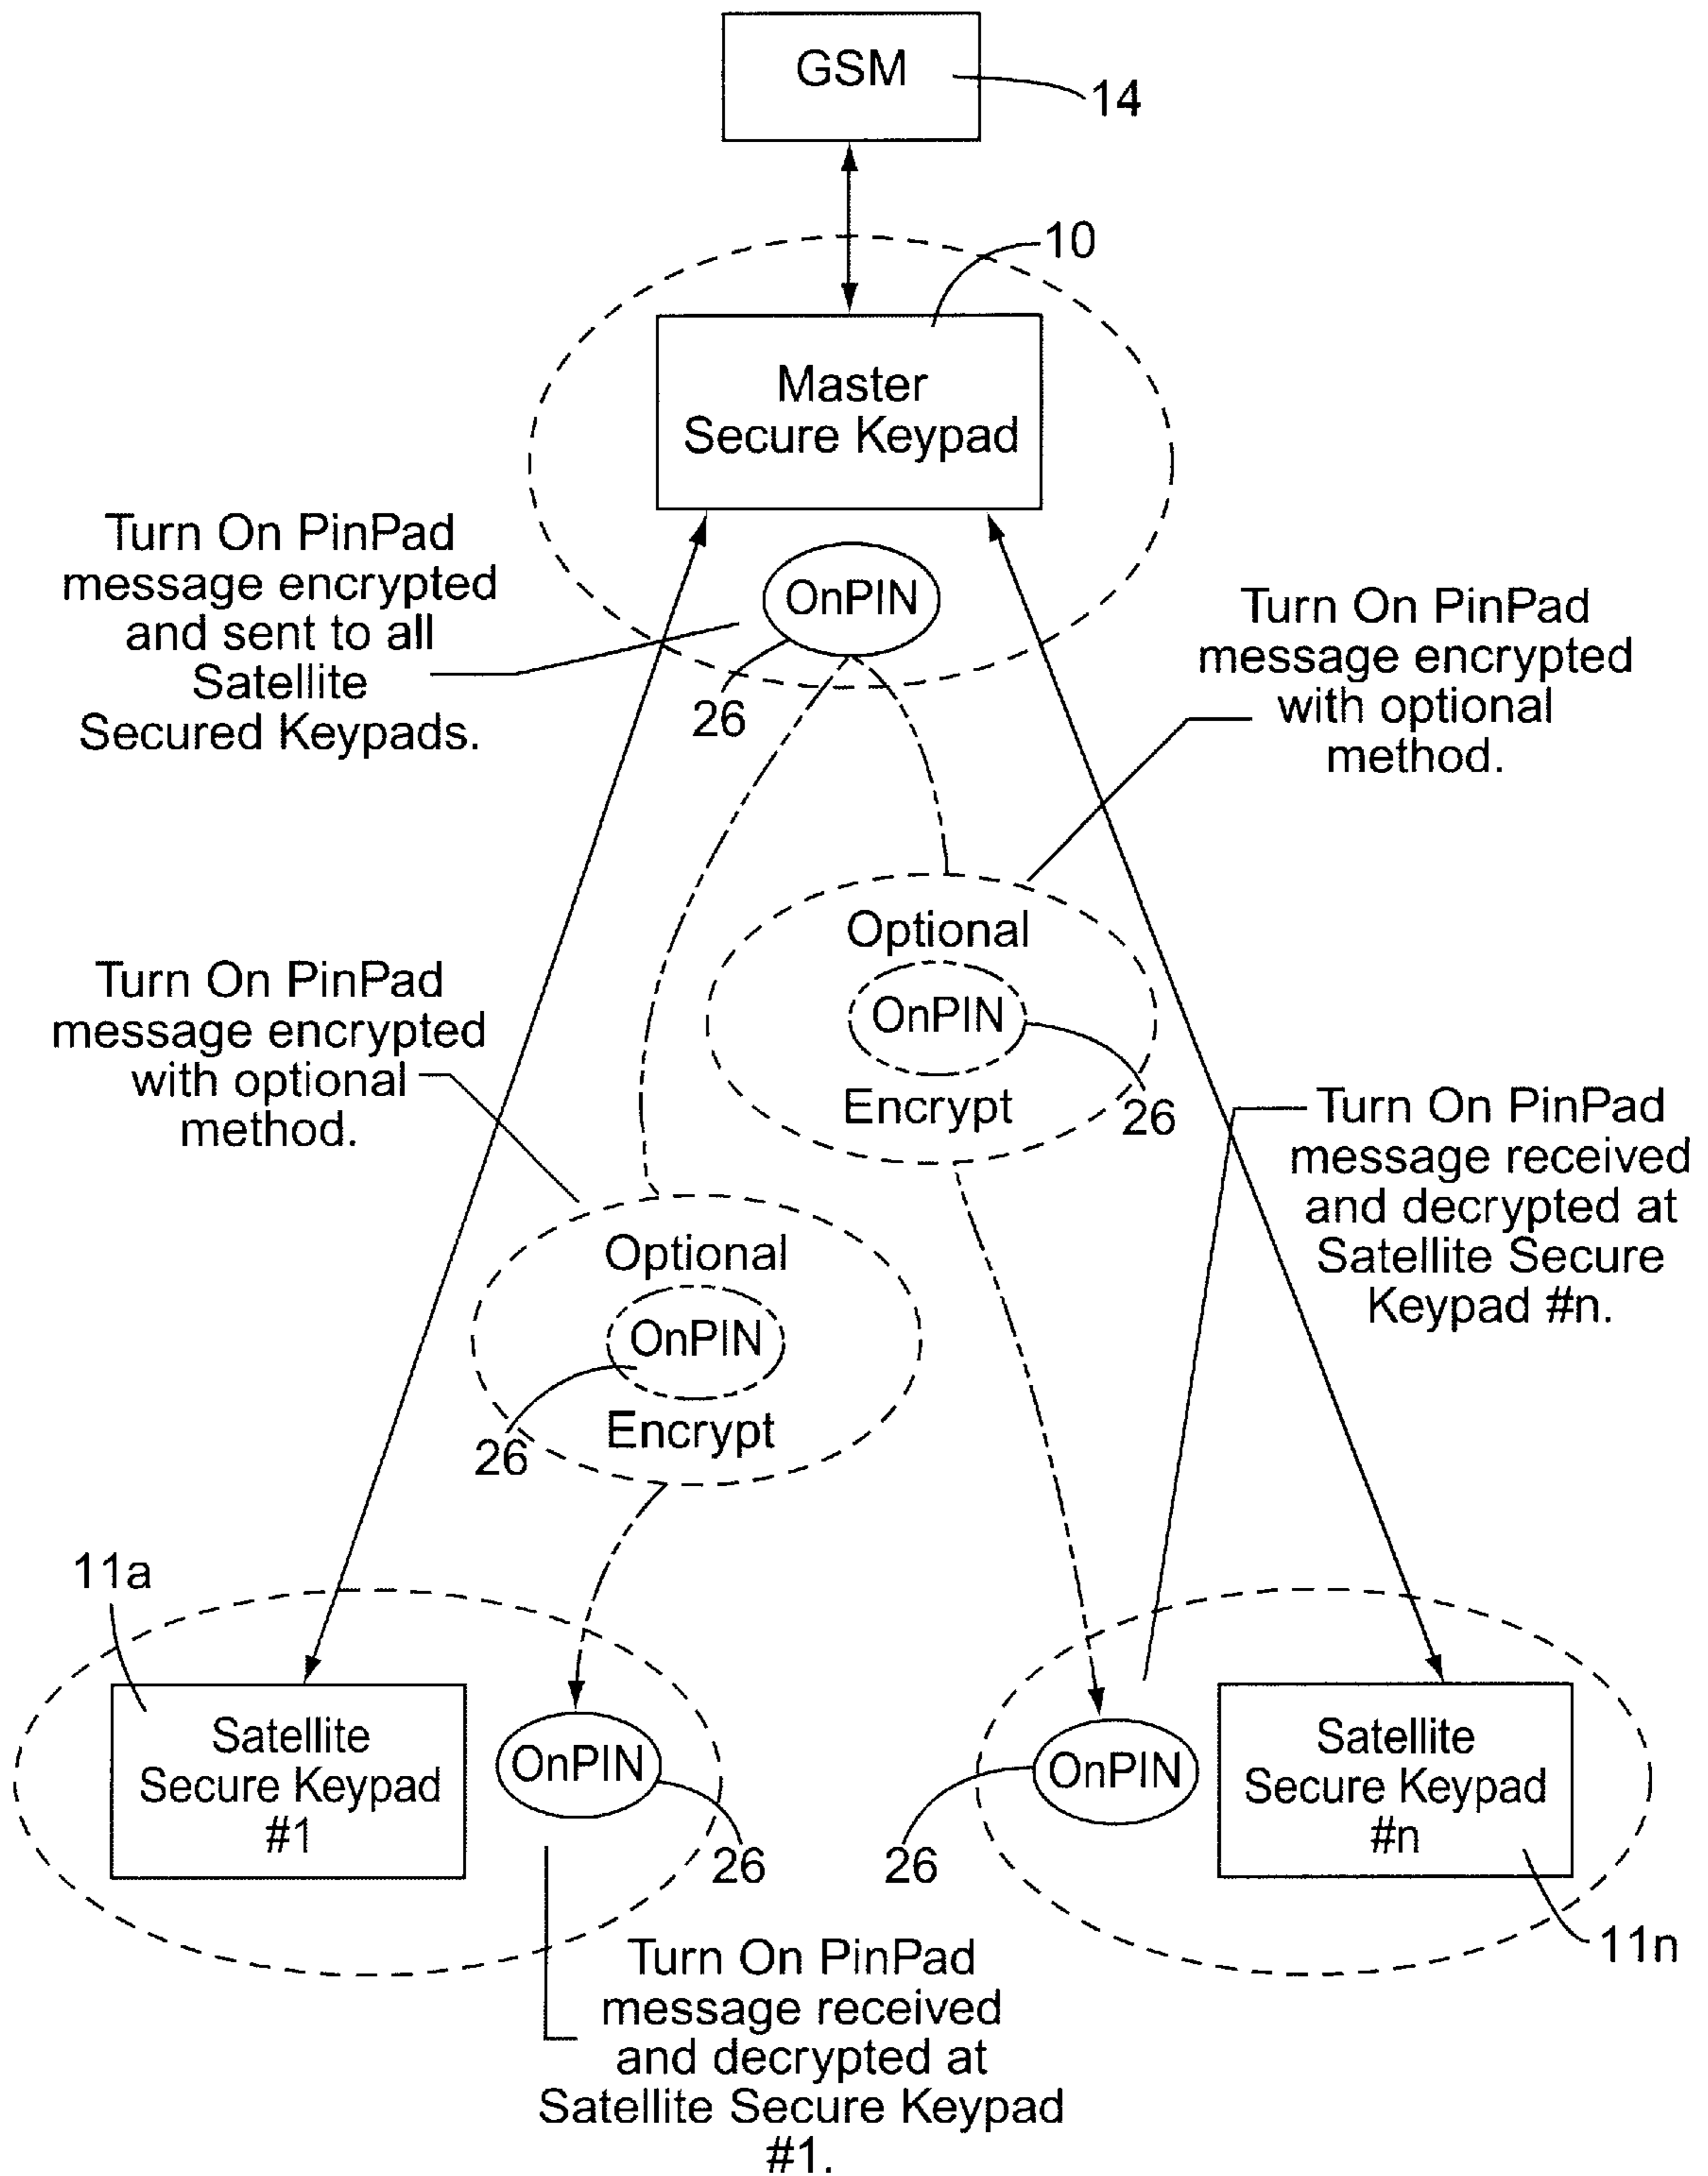 GSM
14
10
Master
Secure Keypad
Turn On PinPad
message encrypted
and sent to all
Satellite
Secured Keypads.
OnPIN
26
Turn On PinPad
message encrypted
with optional
method.
Optional
OnPIN
Encrypt
26
Turn On PinPad
message encrypted
with optional
method.
Turn On PinPad
message received
and decrypted at
Satellite Secure
Keypad #n.
Optional
OnPIN
Encrypt
26
11a
Satellite
Secure Keypad
#1
OnPIN
26
26
OnPIN
Satellite
Secure Keypad
#n
11n
Turn On PinPad
message received
and decrypted at
Satellite Secure Keypad
#1.